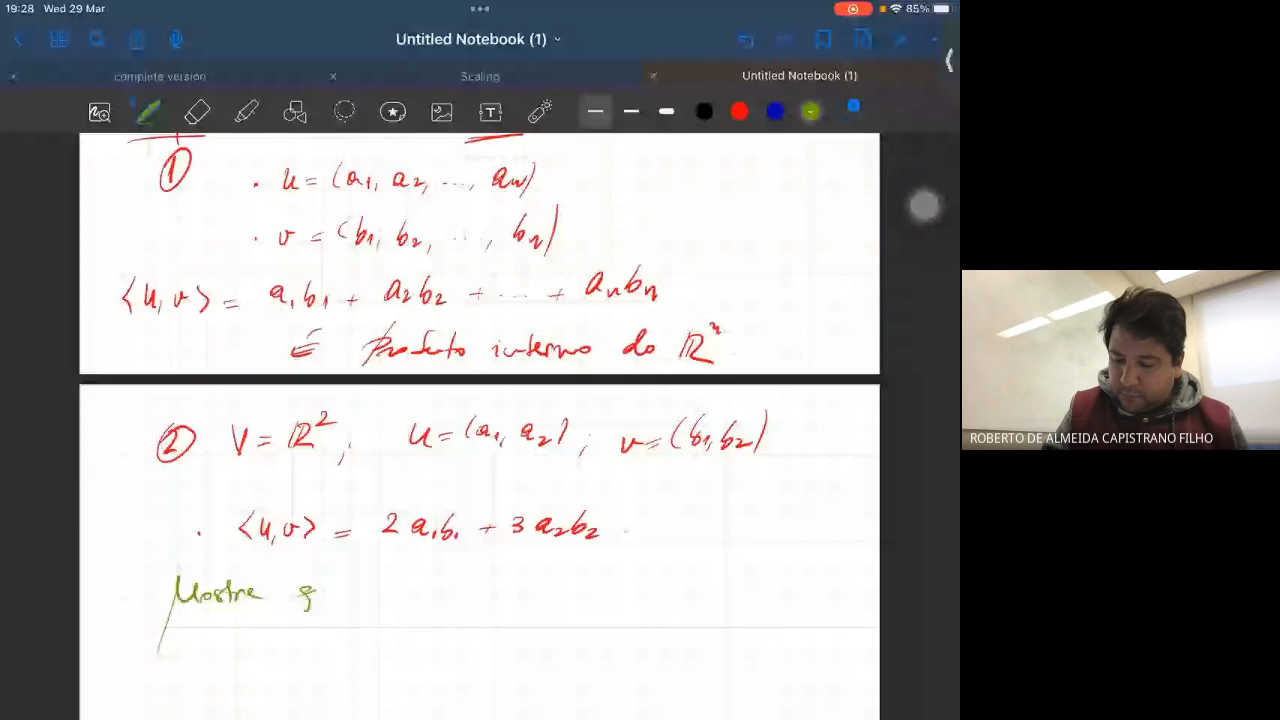 19:28 Wed 29 Mar
85%
Untitled Notebook (1)
complete version
Scaling
Untitled Notebook (1)
①
· u = (a1, a2, ..., an)
· v = (b1, b2, ..., bn)
<u,v> = a1b1 + a2b2 + ... + anbn
É produto interno do ℝⁿ
② V = ℝ²; u = (a1, a2); v = (b1, b2)
· <u,v> = 2a1b1 + 3a2b2
Mostre q
ROBERTO DE ALMEIDA CAPISTRANO FILHO